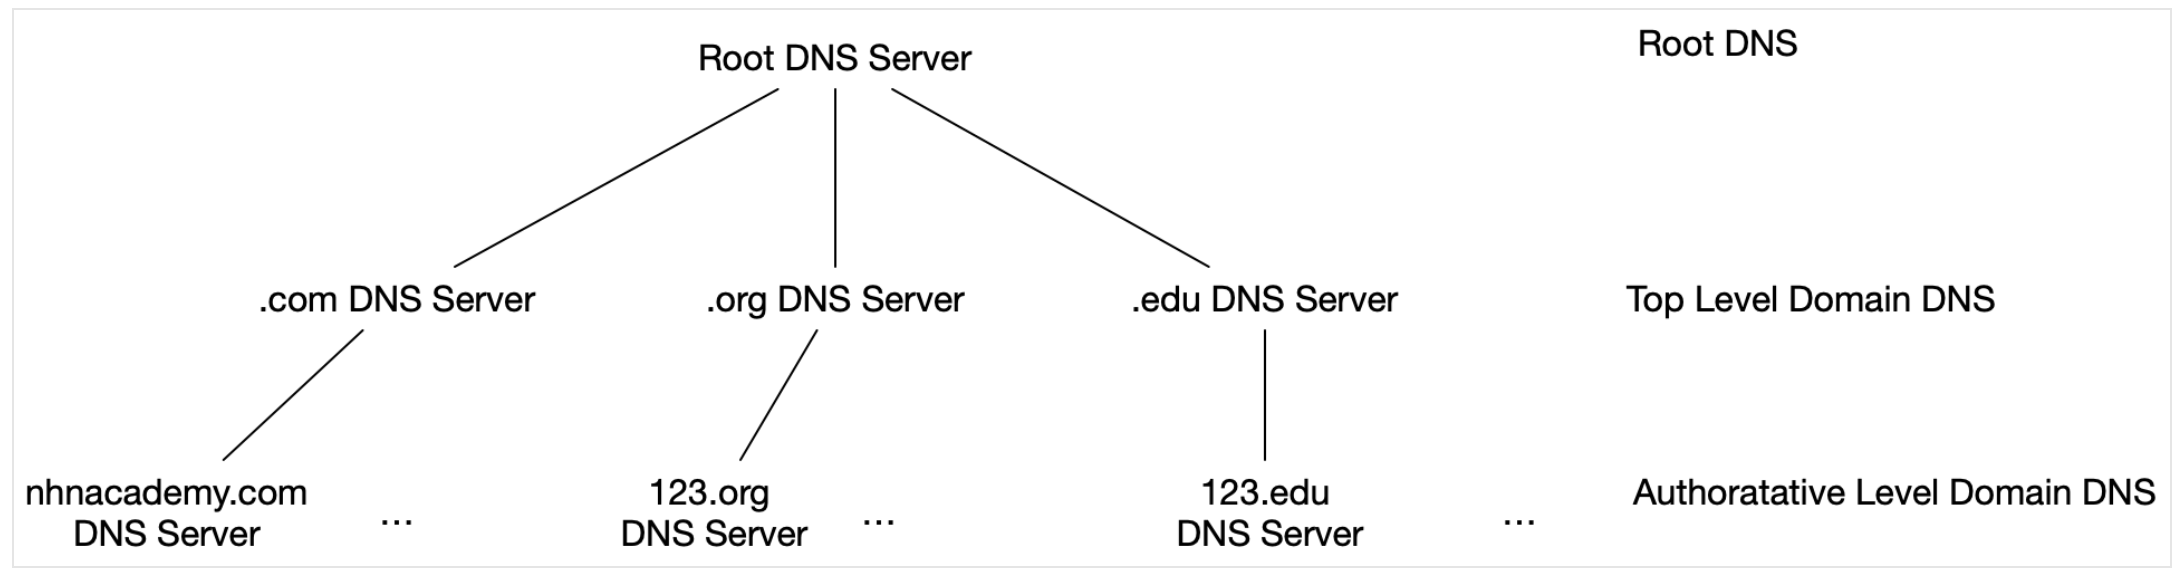 Root DNS Server
Root DNS
.com DNS Server
.org DNS Server
.edu DNS Server
Top Level Domain DNS
nhnacademy.com
DNS Server
...
123.org
DNS Server
...
123.edu
DNS Server
...
Authoratative Level Domain DNS